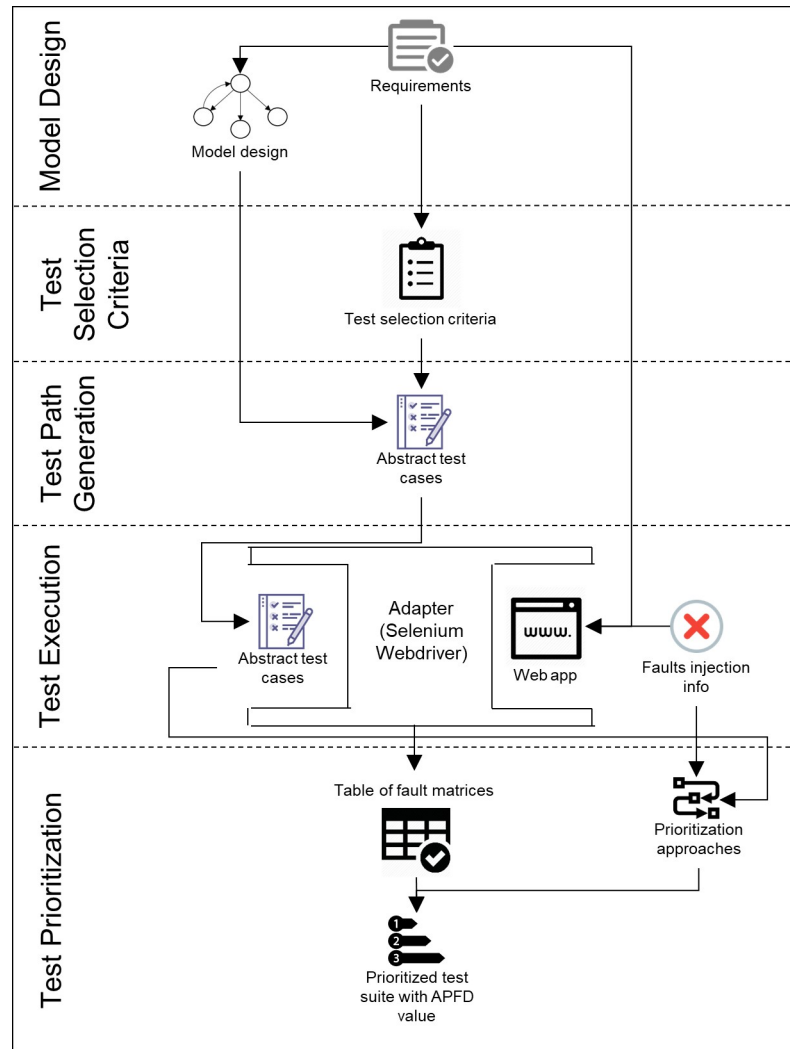 Model Design
Requirements
Model design
Test
Selection
Criteria
Test selection criteria
Test Path
Generation
Abstract test
cases
Test Execution
Abstract test
cases
Adapter
(Selenium
Webdriver)
www.
Web app
Faults injection
info
Test Prioritization
Table of fault matrices
Prioritization
approaches
1
2
3
Prioritized test
suite with APFD
value